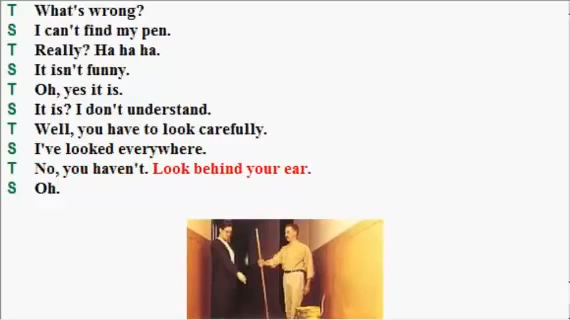 T What's wrong?
S I can't find my pen.
T Really? Ha ha ha.
S It isn't funny.
T Oh, yes it is.
S It is? I don't understand.
T Well, you have to look carefully.
S I've looked everywhere.
T No, you haven't. Look behind your ear.
S Oh.